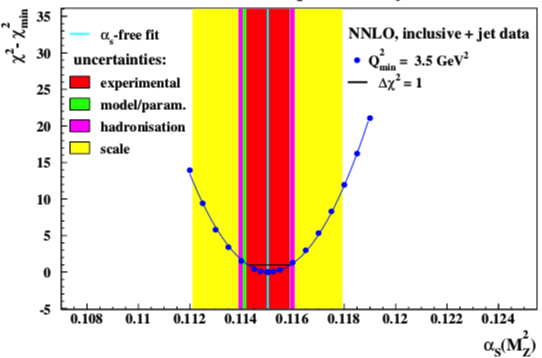 χ² - χ²min
35
30
25
20
15
10
5
0
-5
αs-free fit
uncertainties:
experimental
model/param.
hadronisation
scale
NNLO, inclusive + jet data
Q²min = 3.5 GeV²
Δχ² = 1
0.108 0.11 0.112 0.114 0.116 0.118 0.12 0.122 0.124
αS(M²Z)